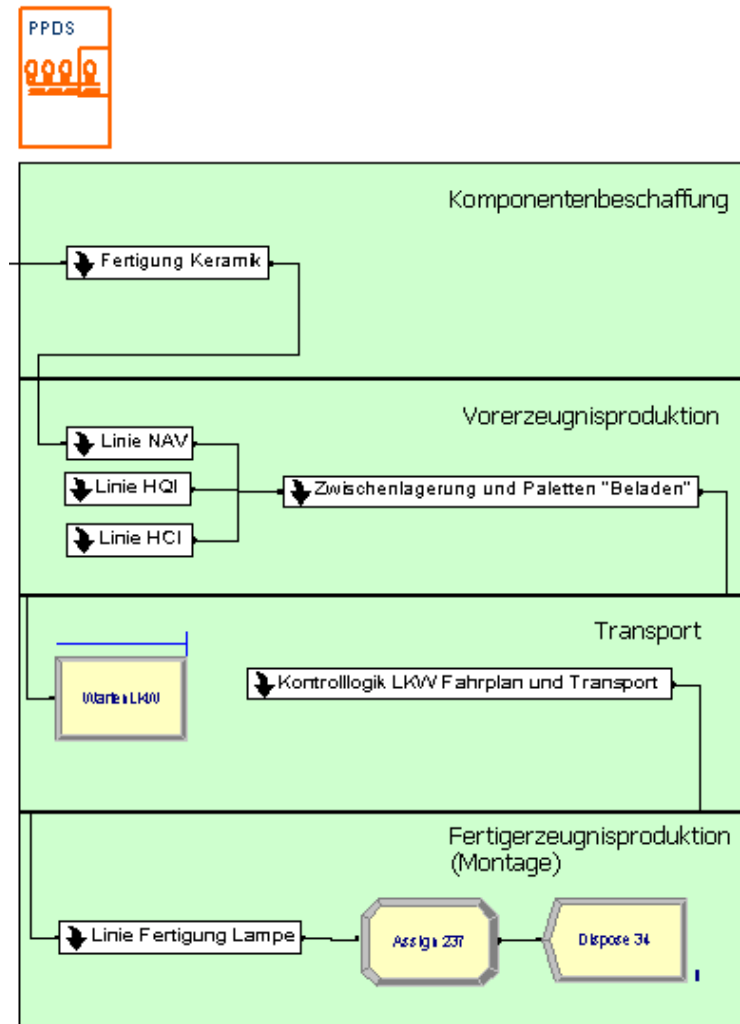 PPDS
Komponentenbeschaffung
Fertigung Keramik
Vorerzeugnisproduktion
Linie NAV
Linie HQI
Zwischenlagerung und Paletten "Beladen"
Linie HCI
Transport
Warten LKW
Kontrolllogik LKW Fahrplan und Transport
Fertigerzeugnisproduktion
(Montage)
Linie Fertigung Lampe
Assign 237
Dispose 34